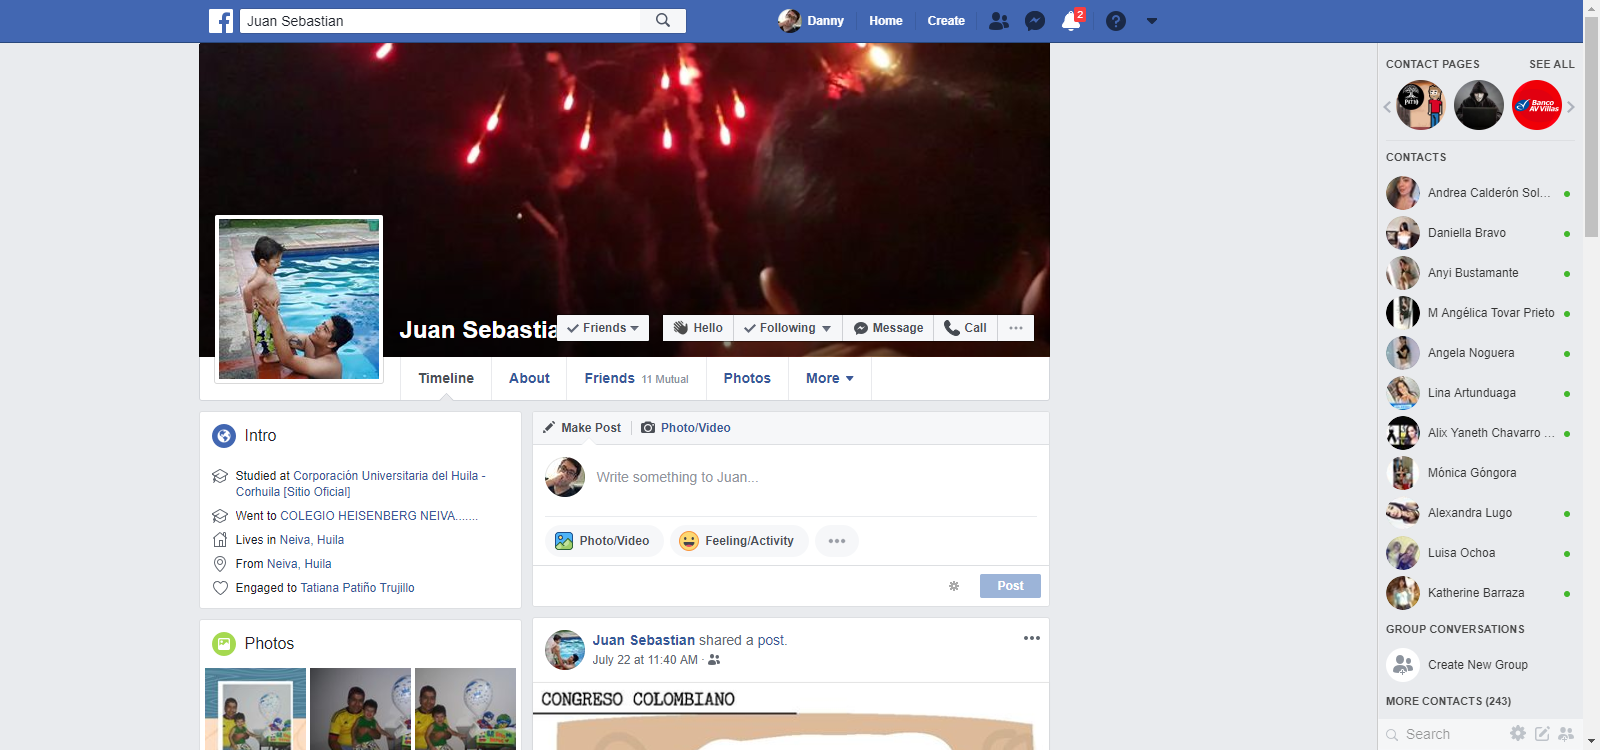 Juan Sebastian
Danny
Home
Create
2
Juan Sebastia
Friends
Hello
Following
Message
Call
Timeline
About
Friends 11 Mutual
Photos
More
Intro
Studied at Corporación Universitaria del Huila -
Corhuila [Sitio Oficial]
Went to COLEGIO HEISENBERG NEIVA.......
Lives in Neiva, Huila
From Neiva, Huila
Engaged to Tatiana Patiño Trujillo
Photos
Make Post
Photo/Video
Write something to Juan...
Photo/Video
Feeling/Activity
Post
Juan Sebastian shared a post.
July 22 at 11:40 AM ·
CONGRESO COLOMBIANO
CONTACT PAGES
SEE ALL
Banco
AV Villas
CONTACTS
Andrea Calderón Sol...
Daniella Bravo
Anyi Bustamante
M Angélica Tovar Prieto
Angela Noguera
Lina Artunduaga
Alix Yaneth Chavarro ...
Mónica Góngora
Alexandra Lugo
Luisa Ochoa
Katherine Barraza
GROUP CONVERSATIONS
Create New Group
MORE CONTACTS (243)
Search